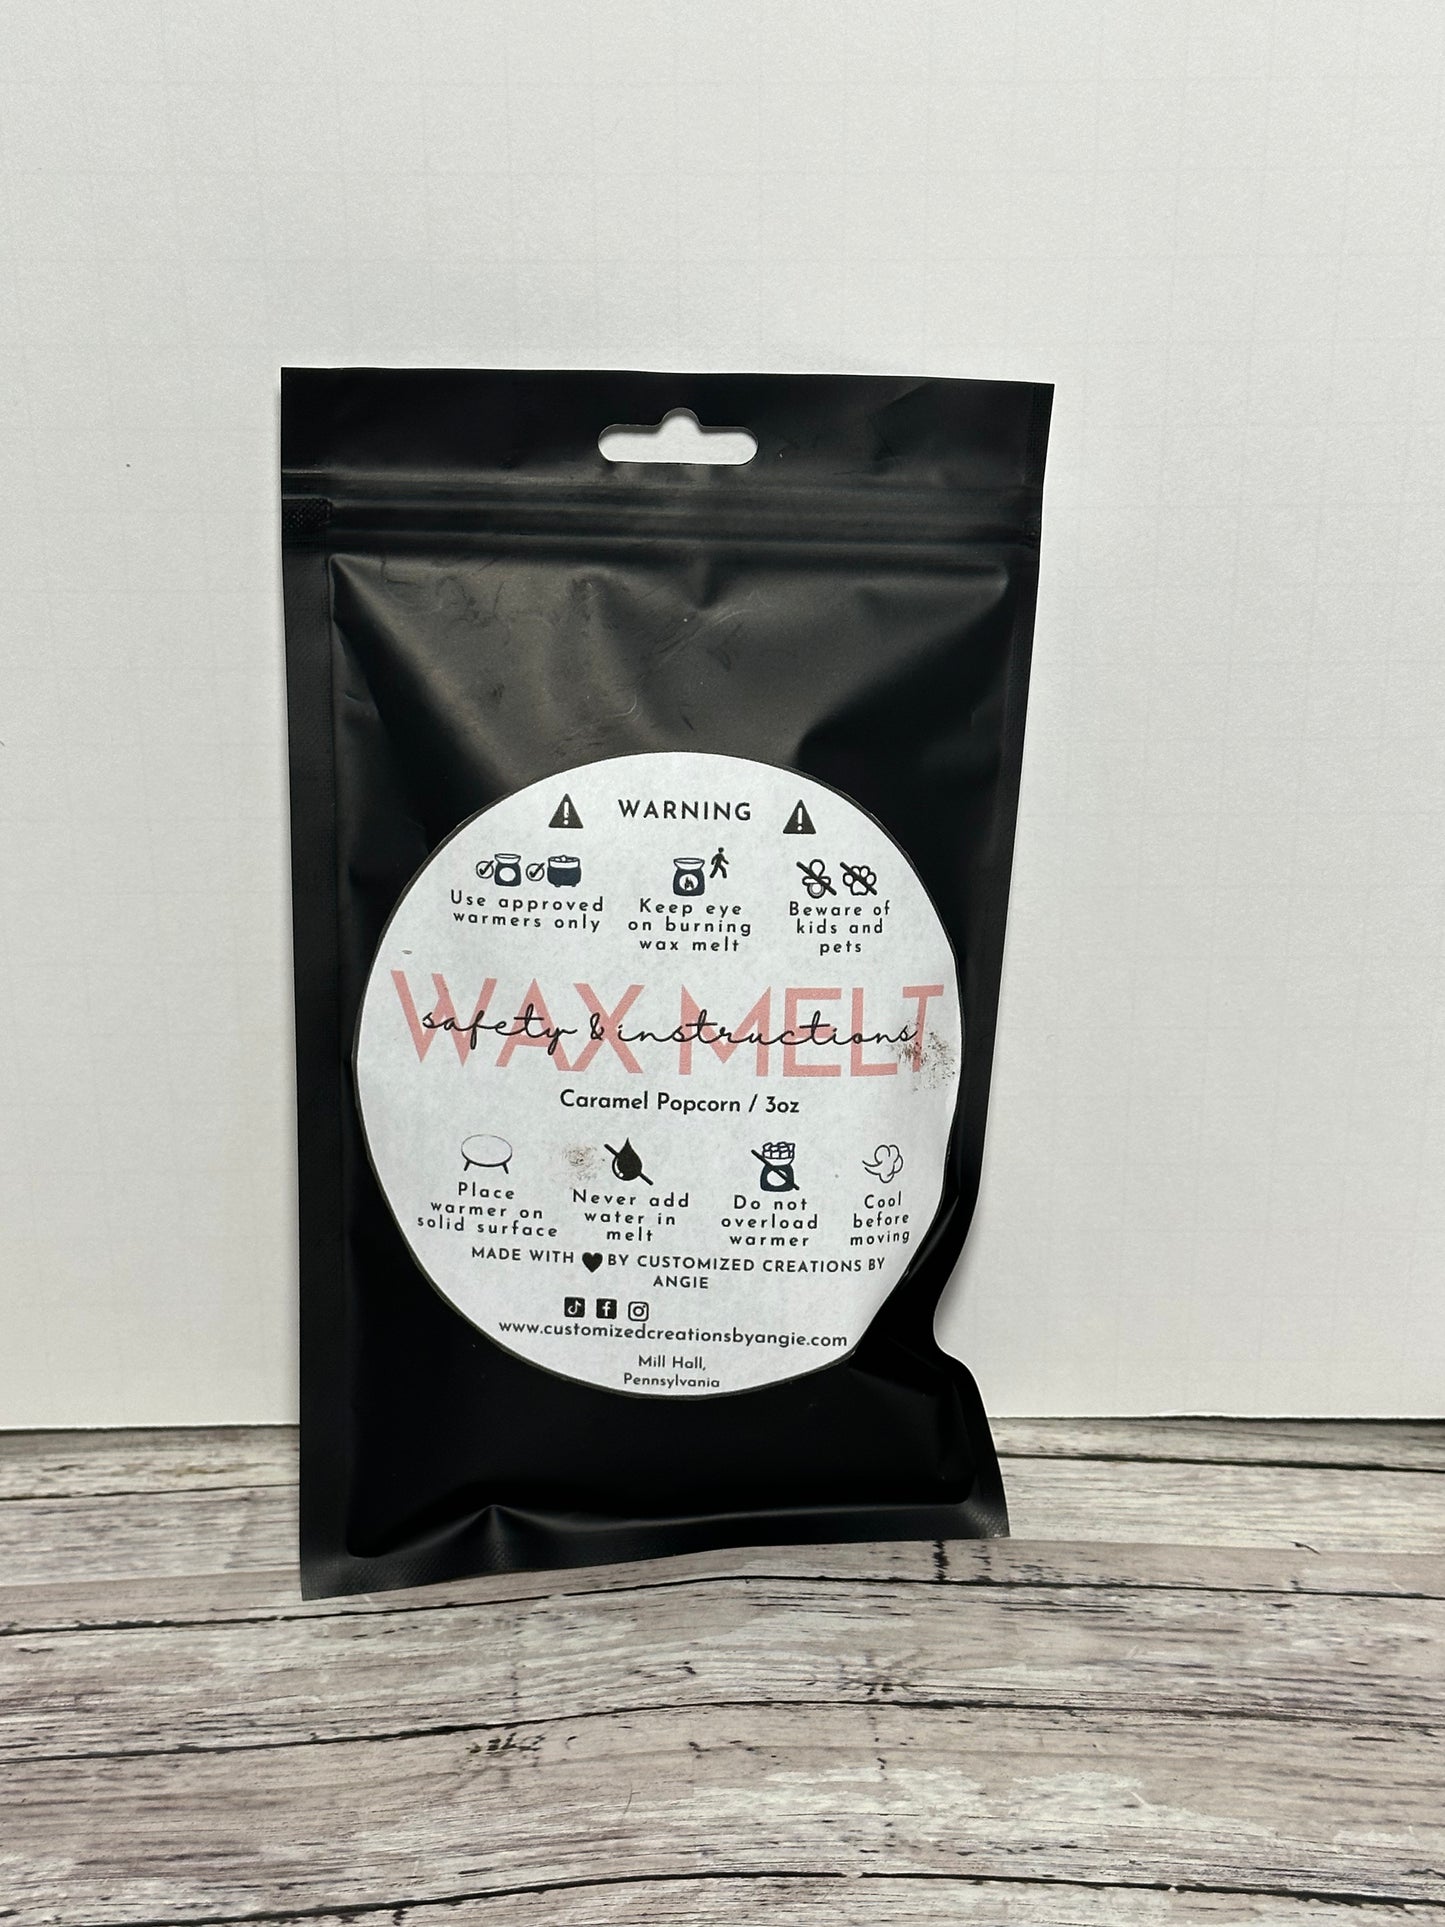 WARNING
Use approved
warmers only
Keep eye
on burning
wax melt
Beware of
kids and
pets
WAX MELT
safety & instructions
Caramel Popcorn / 3oz
Place
warmer on
solid surface
Never add
water in
melt
Do not
overload
warmer
Cool
before
moving
MADE WITH ♥ BY CUSTOMIZED CREATIONS BY
ANGIE
www.customizedcreationsbyangie.com
Mill Hall,
Pennsylvania